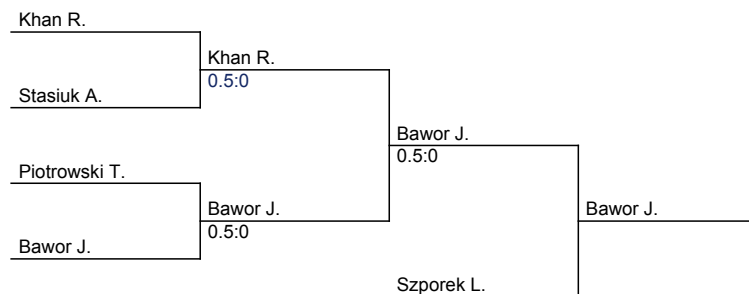 Khan R.
Khan R.
0.5:0
Stasiuk A.
Bawor J.
0.5:0
Piotrowski T.
Bawor J.
0.5:0
Bawor J.
Bawor J.
Szporek L.